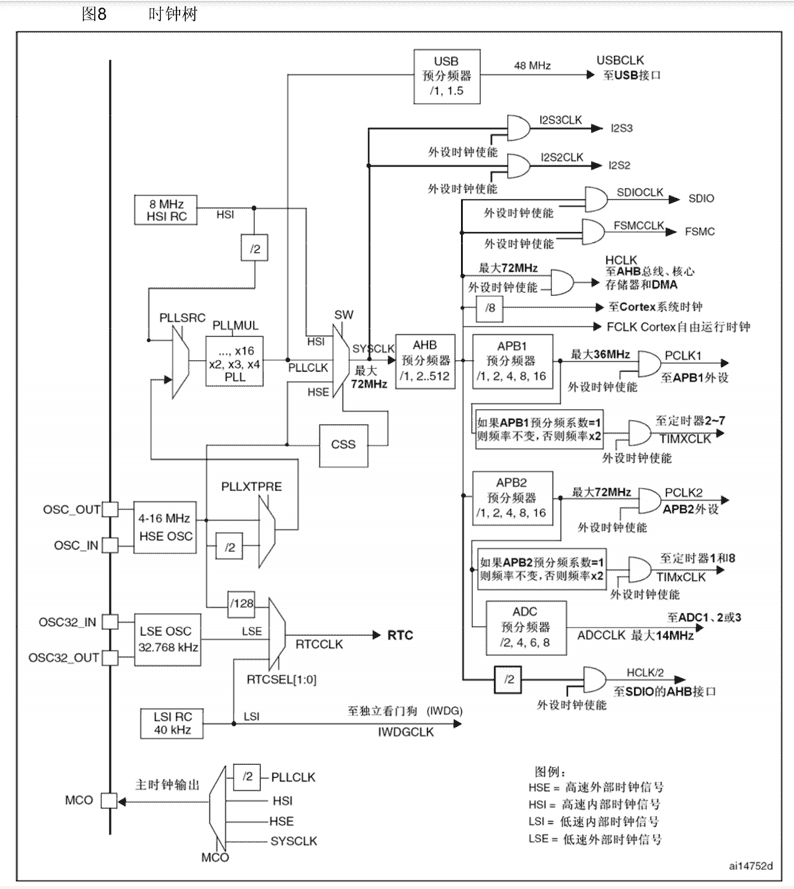 图8 时钟树
USB
预分频器
/1, 1.5
48 MHz
USBCLK
至USB接口
I2S3CLK
I2S3
外设时钟使能
I2S2CLK
I2S2
外设时钟使能
8 MHz
HSI RC
HSI
/2
SDIOCLK
SDIO
外设时钟使能
FSMCCLK
FSMC
外设时钟使能
最大72MHz
外设时钟使能
HCLK
至AHB总线、核心
存储器和DMA
/8
至Cortex系统时钟
FCLK Cortex自由运行时钟
PLLSRC
PLLMUL
..., x16
x2, x3, x4
PLL
SW
HSI
PLLCLK
HSE
SYSCLK
最大
72MHz
AHB
预分频器
/1, 2..512
APB1
预分频器
/1, 2, 4, 8, 16
最大36MHz
PCLK1
至APB1外设
外设时钟使能
CSS
如果APB1预分频系数=1
则频率不变，否则频率x2
至定时器2~7
TIMXCLK
外设时钟使能
PLLXTPRE
OSC_OUT
OSC_IN
4-16 MHz
HSE OSC
/2
APB2
预分频器
/1, 2, 4, 8, 16
最大72MHz
PCLK2
APB2外设
外设时钟使能
如果APB2预分频系数=1
则频率不变，否则频率x2
至定时器1和8
TIMxCLK
外设时钟使能
/128
OSC32_IN
OSC32_OUT
LSE OSC
32.768 kHz
LSE
RTCCLK
RTC
RTCSEL[1:0]
ADC
预分频器
/2, 4, 6, 8
至ADC1、2或3
ADCCLK 最大14MHz
/2
HCLK/2
至SDIO的AHB接口
外设时钟使能
LSI RC
40 kHz
LSI
至独立看门狗 (IWDG)
IWDGCLK
MCO
主时钟输出
/2
PLLCLK
HSI
HSE
SYSCLK
MCO
图例：
HSE = 高速外部时钟信号
HSI = 高速内部时钟信号
LSI = 低速内部时钟信号
LSE = 低速外部时钟信号
ai14752d